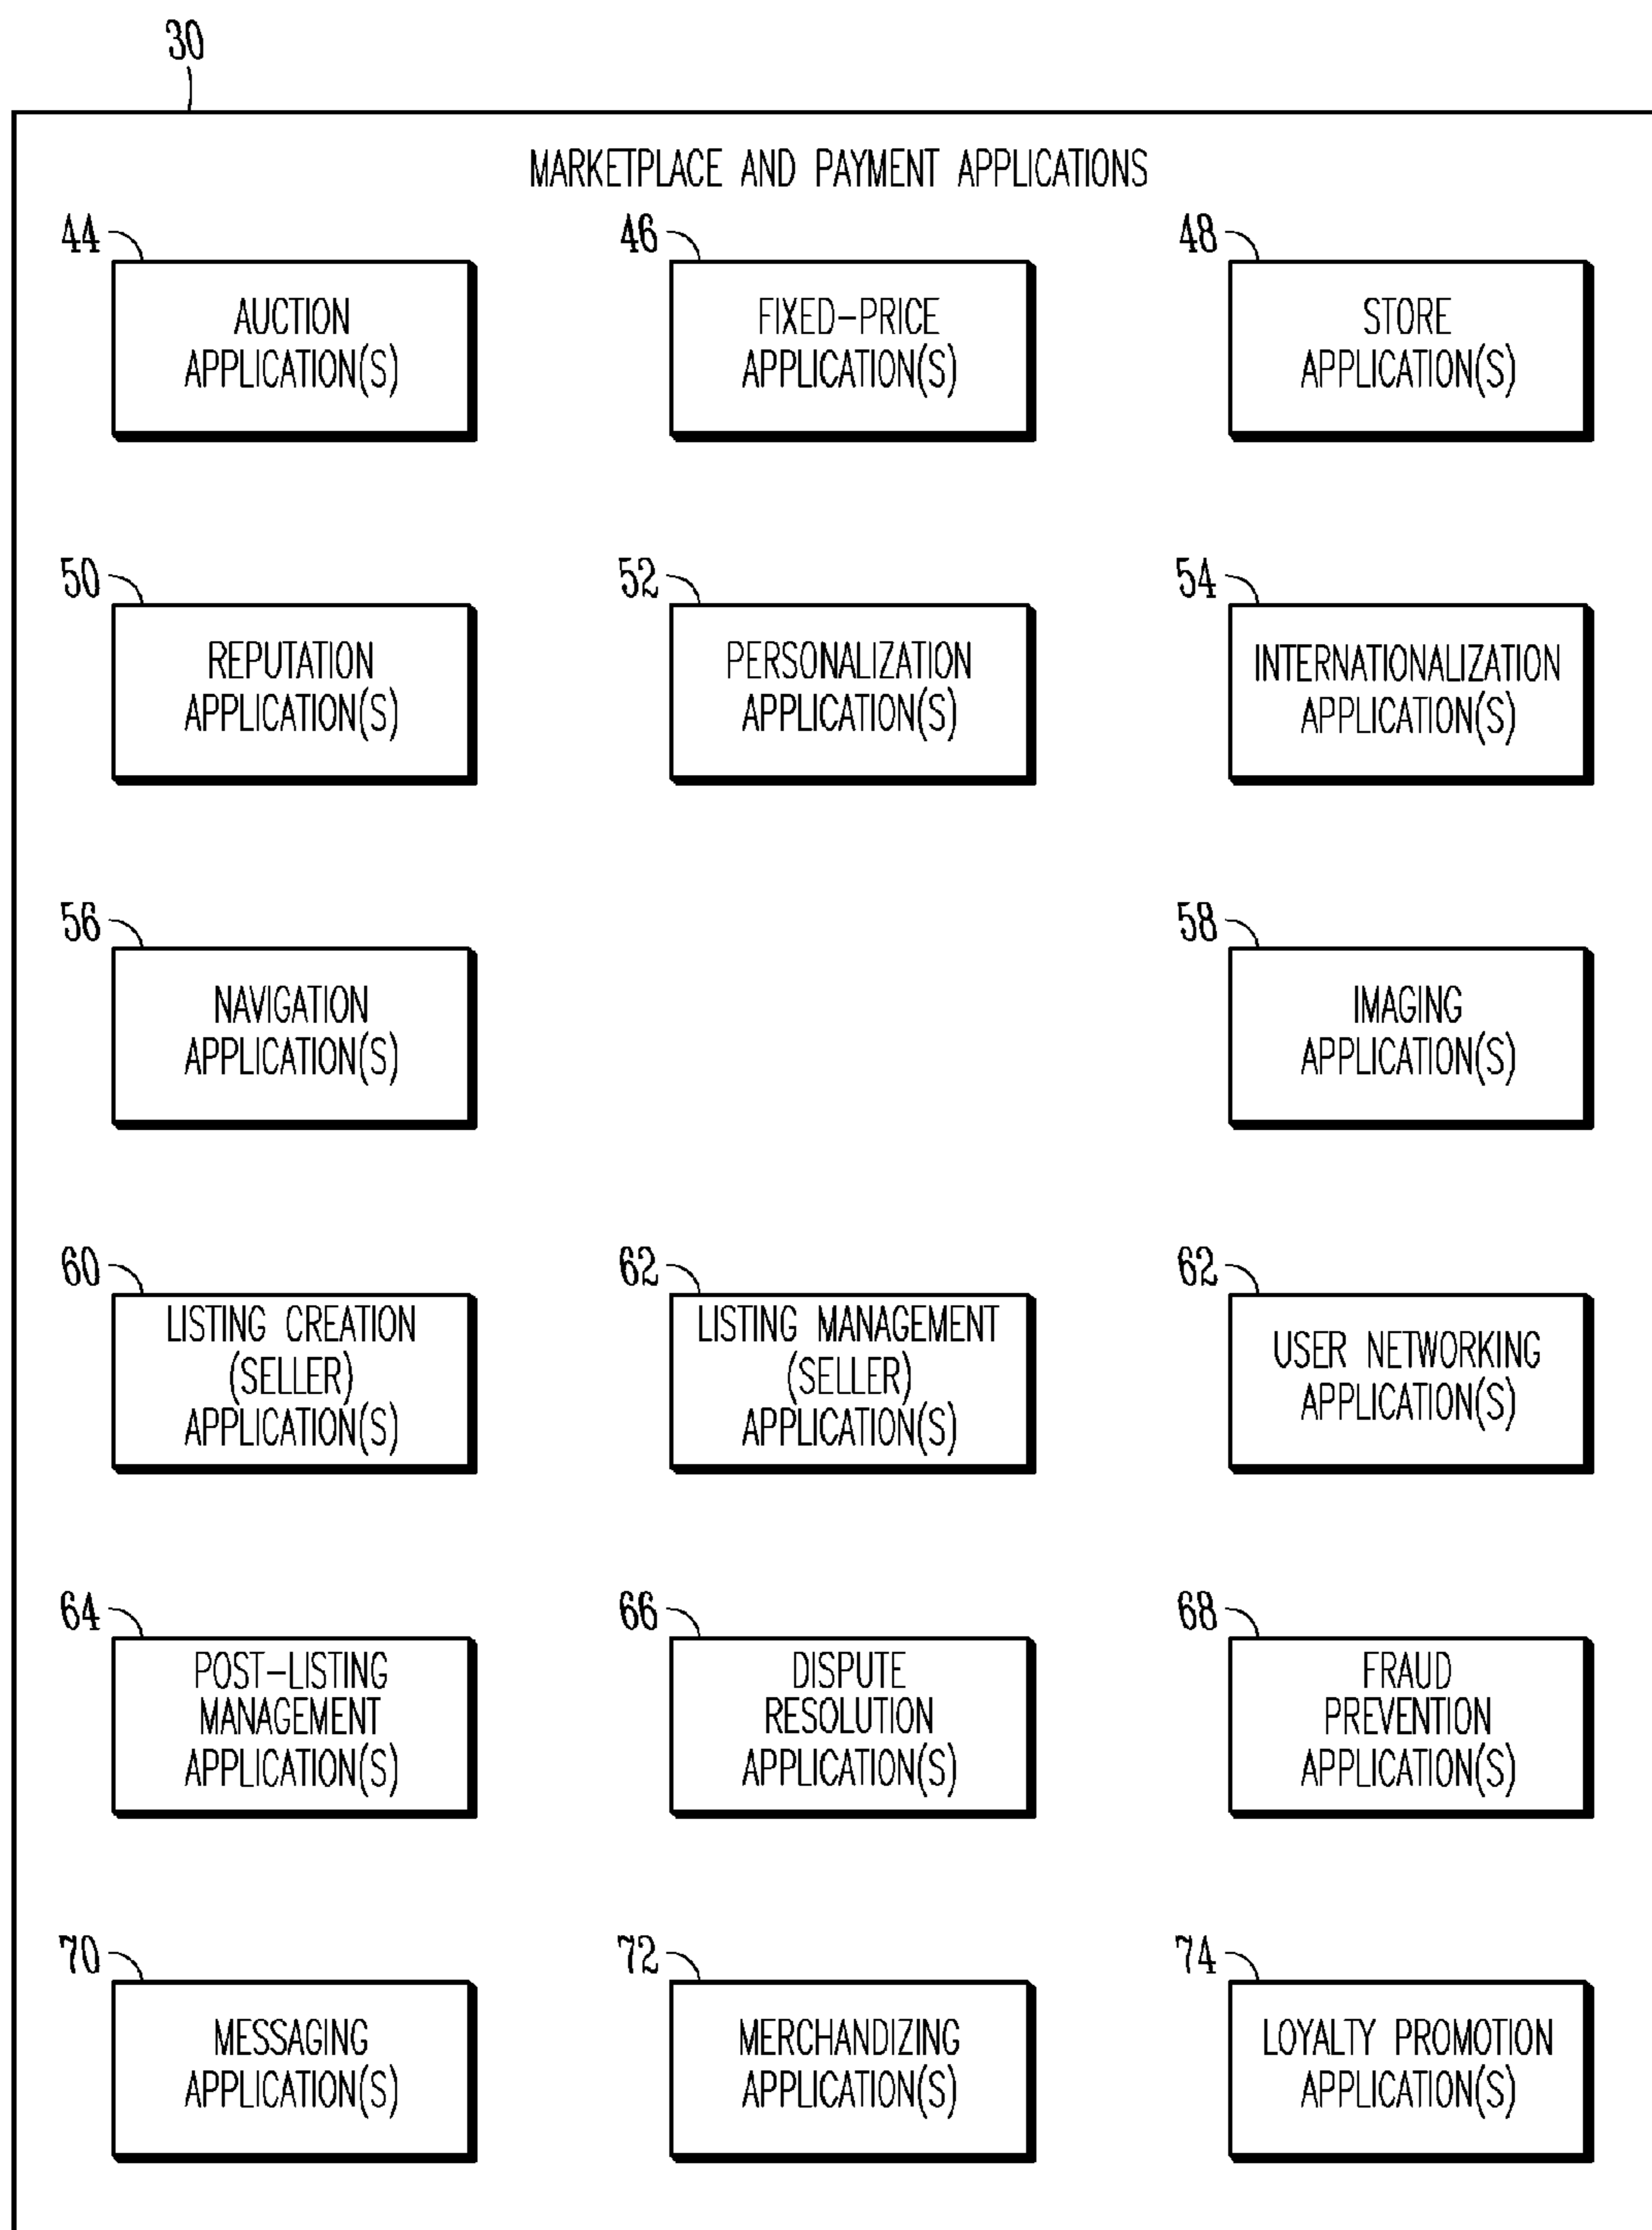 30
MARKETPLACE AND PAYMENT APPLICATIONS
44
AUCTION
APPLICATION(S)
46
FIXED-PRICE
APPLICATION(S)
48
STORE
APPLICATION(S)
50
REPUTATION
APPLICATION(S)
52
PERSONALIZATION
APPLICATION(S)
54
INTERNATIONALIZATION
APPLICATION(S)
56
NAVIGATION
APPLICATION(S)
58
IMAGING
APPLICATION(S)
60
LISTING CREATION
(SELLER)
APPLICATION(S)
62
LISTING MANAGEMENT
(SELLER)
APPLICATION(S)
62
USER NETWORKING
APPLICATION(S)
64
POST-LISTING
MANAGEMENT
APPLICATION(S)
66
DISPUTE
RESOLUTION
APPLICATION(S)
68
FRAUD
PREVENTION
APPLICATION(S)
70
MESSAGING
APPLICATION(S)
72
MERCHANDIZING
APPLICATION(S)
74
LOYALTY PROMOTION
APPLICATION(S)